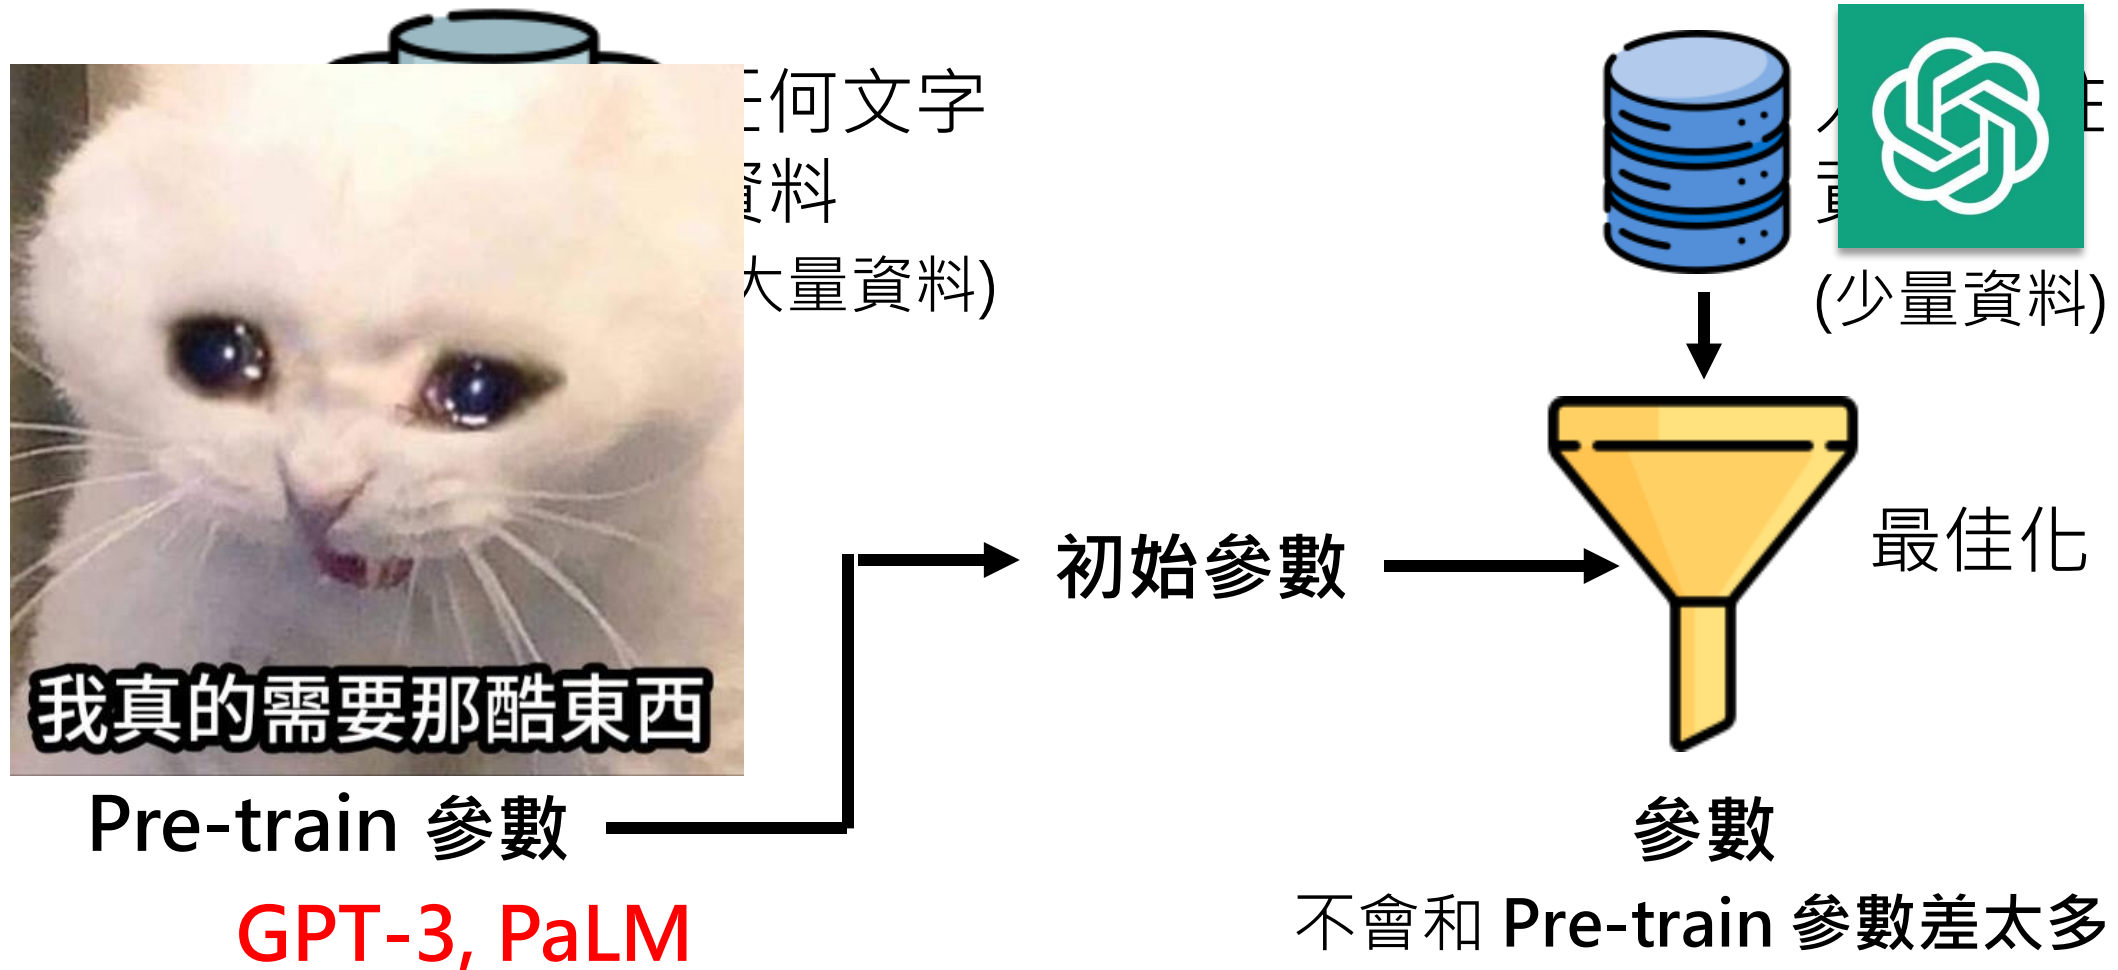 何文字
料
大量資料)
(少量資料)
最佳化
初始參數
我真的需要那酷東西
Pre-train 參數
GPT-3, PaLM
參數
不會和 Pre-train 參數差太多